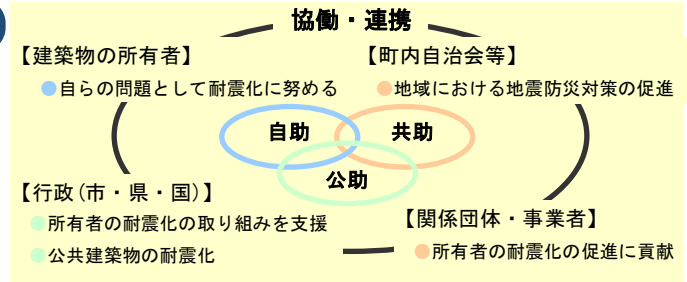 協働・連携
【建築物の所有者】
●自らの問題として耐震化に努める
【町内自治会等】
●地域における地震防災対策の促進
自助
共助
公助
【行政(市・県・国)】
●所有者の耐震化の取り組みを支援
●公共建築物の耐震化
【関係団体・事業者】
●所有者の耐震化の促進に貢献